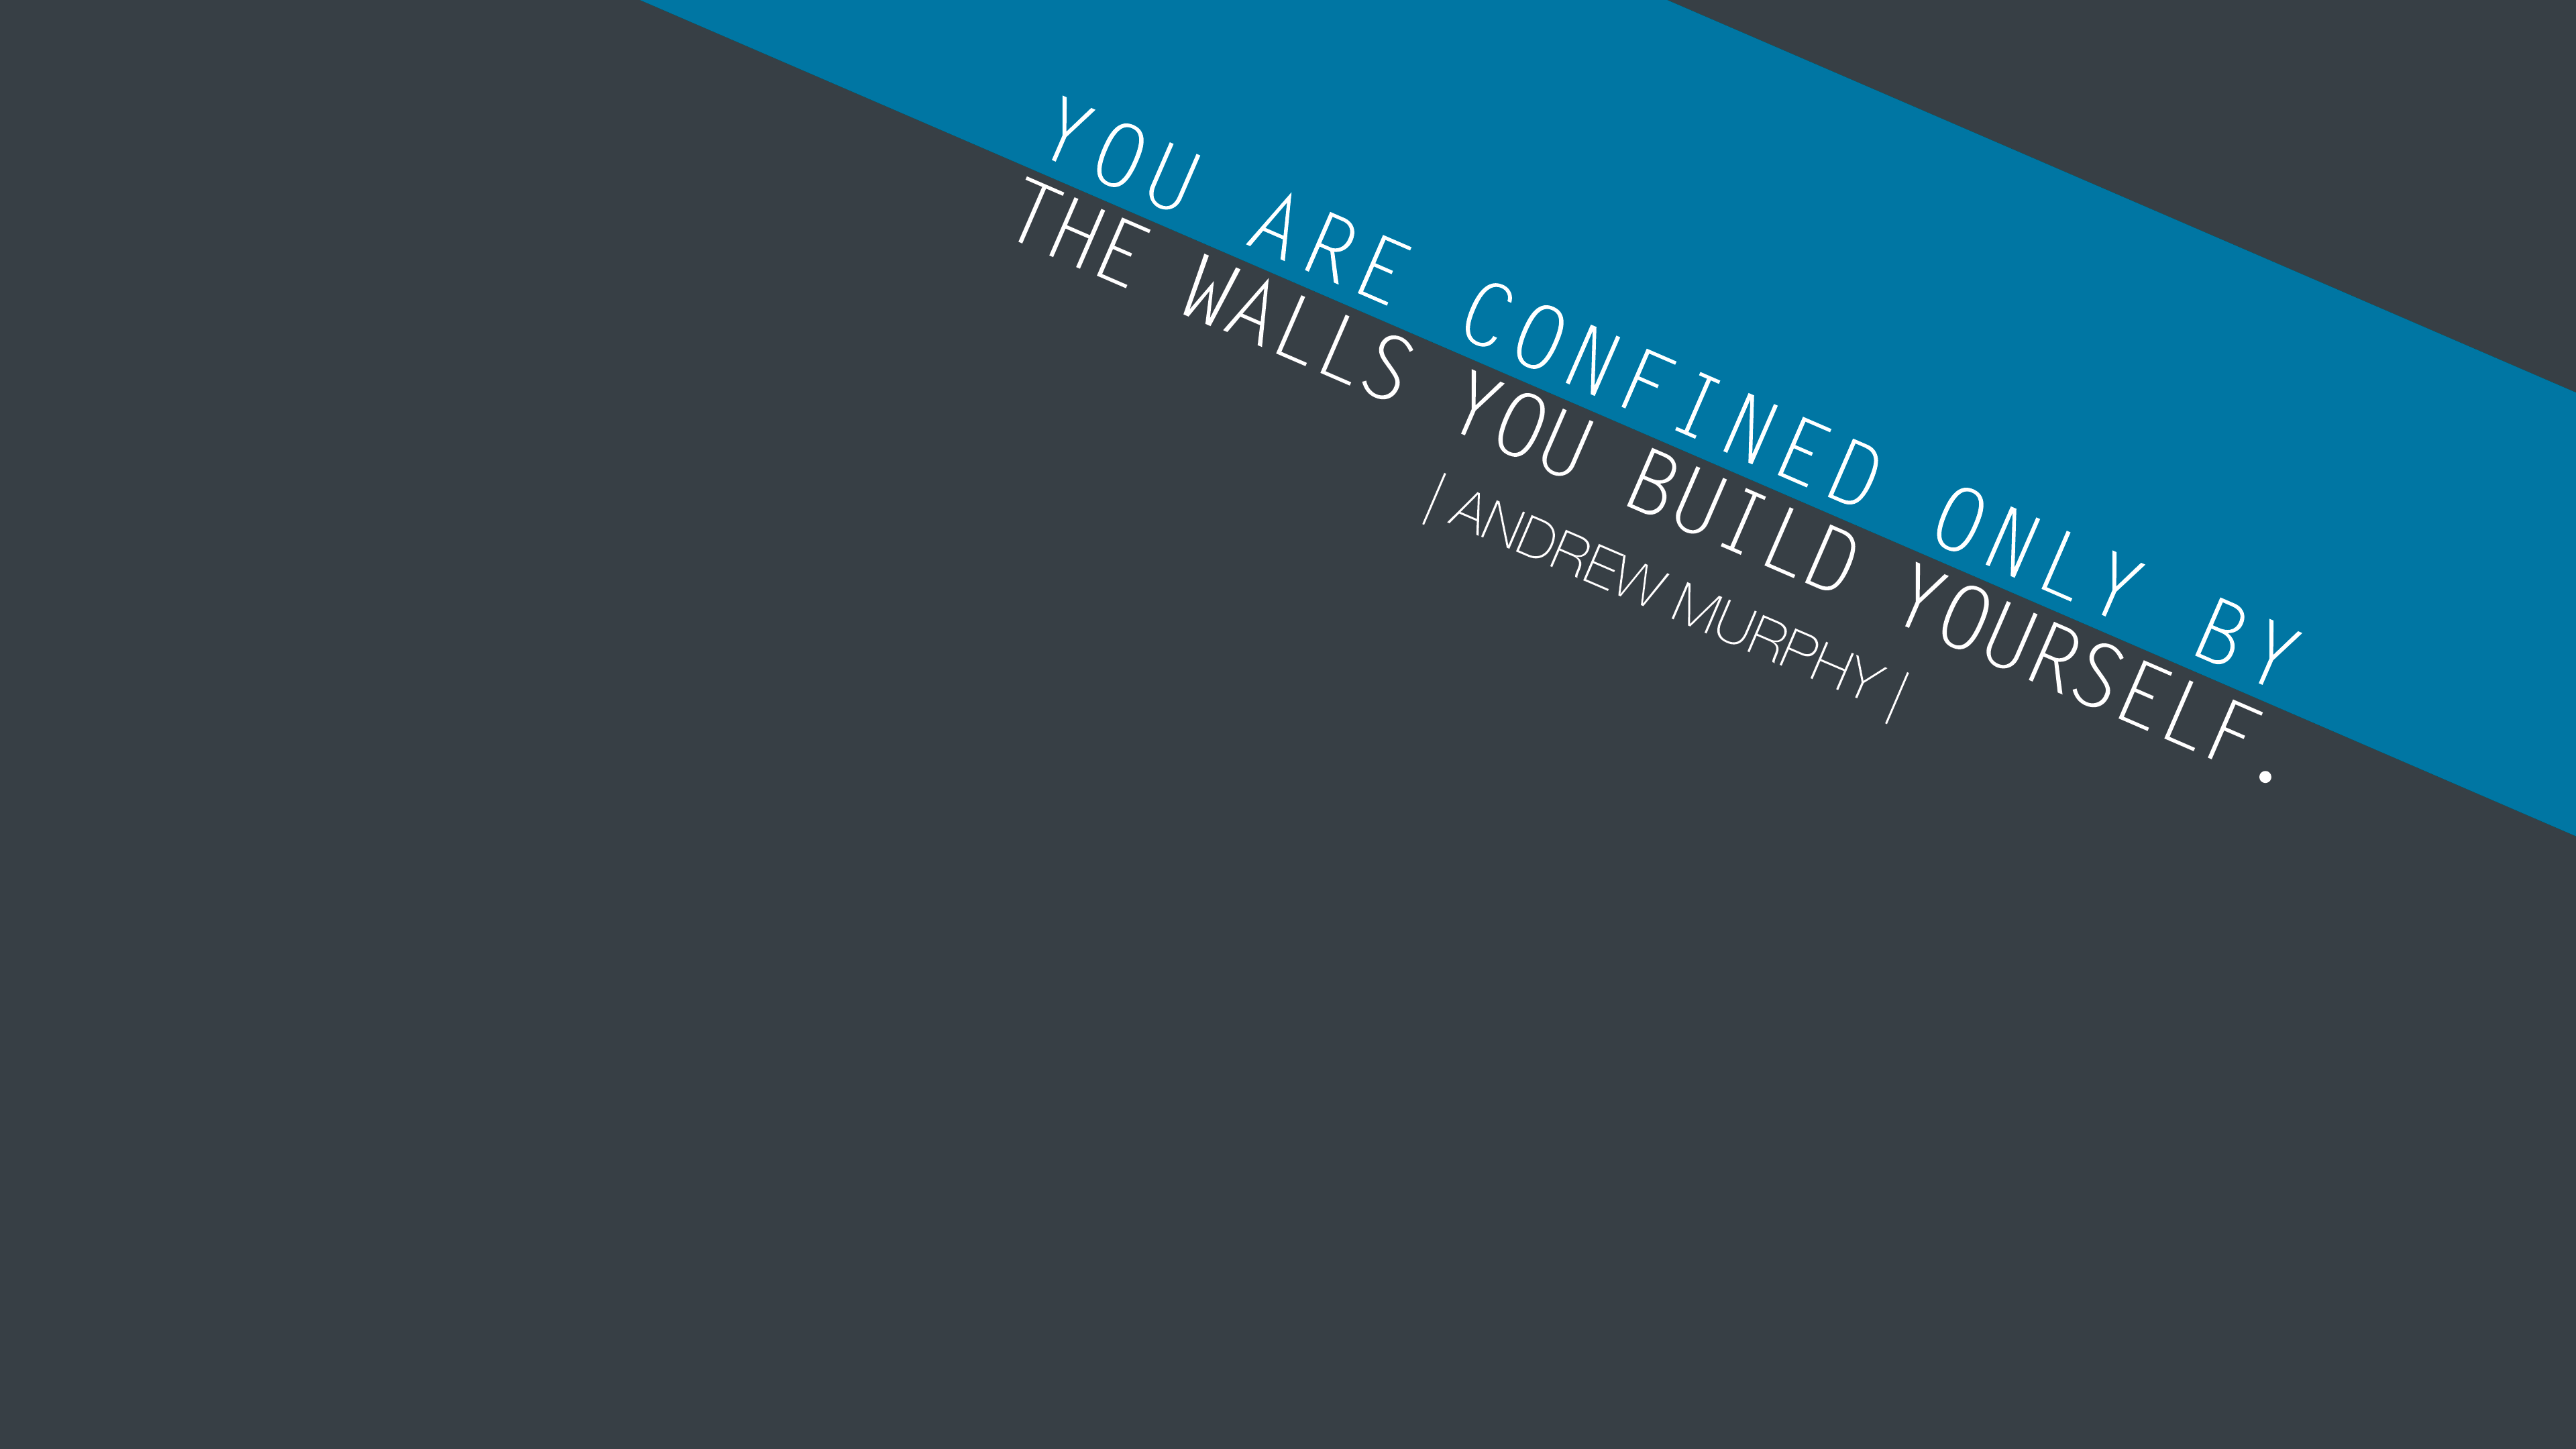 YOU ARE CONFINED ONLY BY
THE WALLS YOU BUILD YOURSELF.
| ANDREW MURPHY |